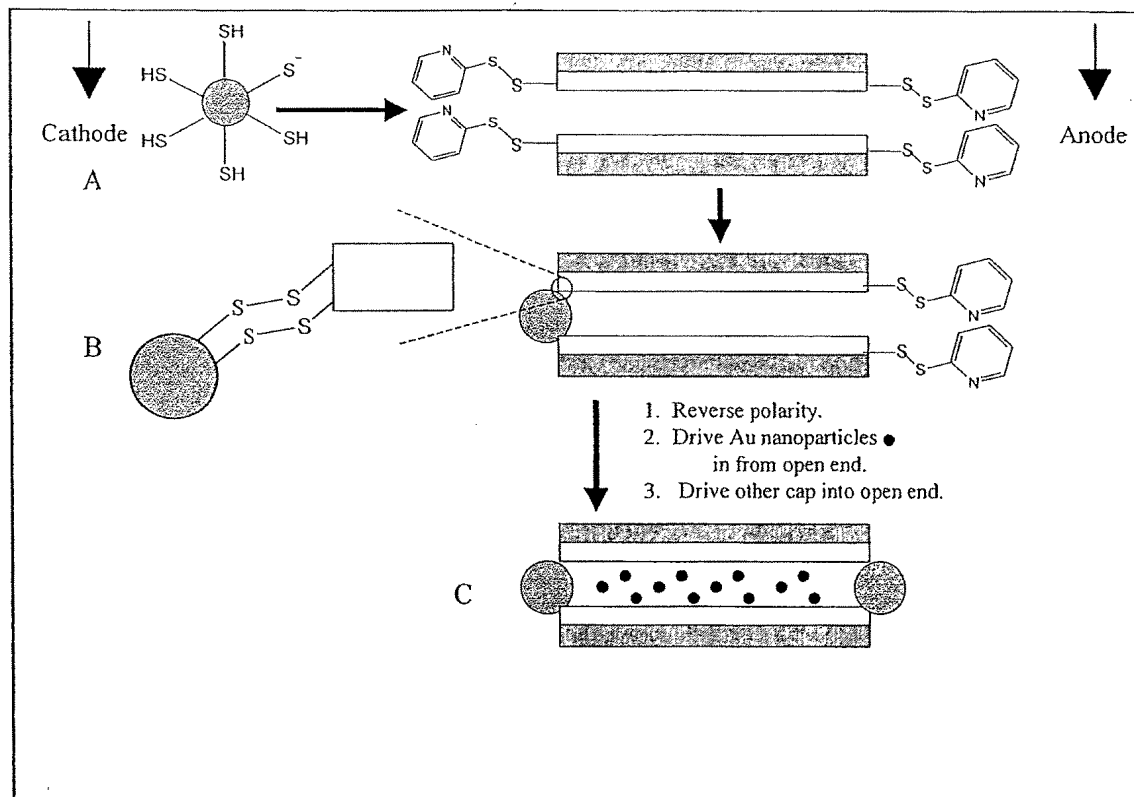 SH
HS
S-
HS
SH
SH
Cathode
A
N
S
S
N
S
S
S
S
N
S
S
N
Anode
B
S
S
S
S
S
S
N
S
S
N
1. Reverse polarity.
2. Drive Au nanoparticles ●
in from open end.
3. Drive other cap into open end.
C